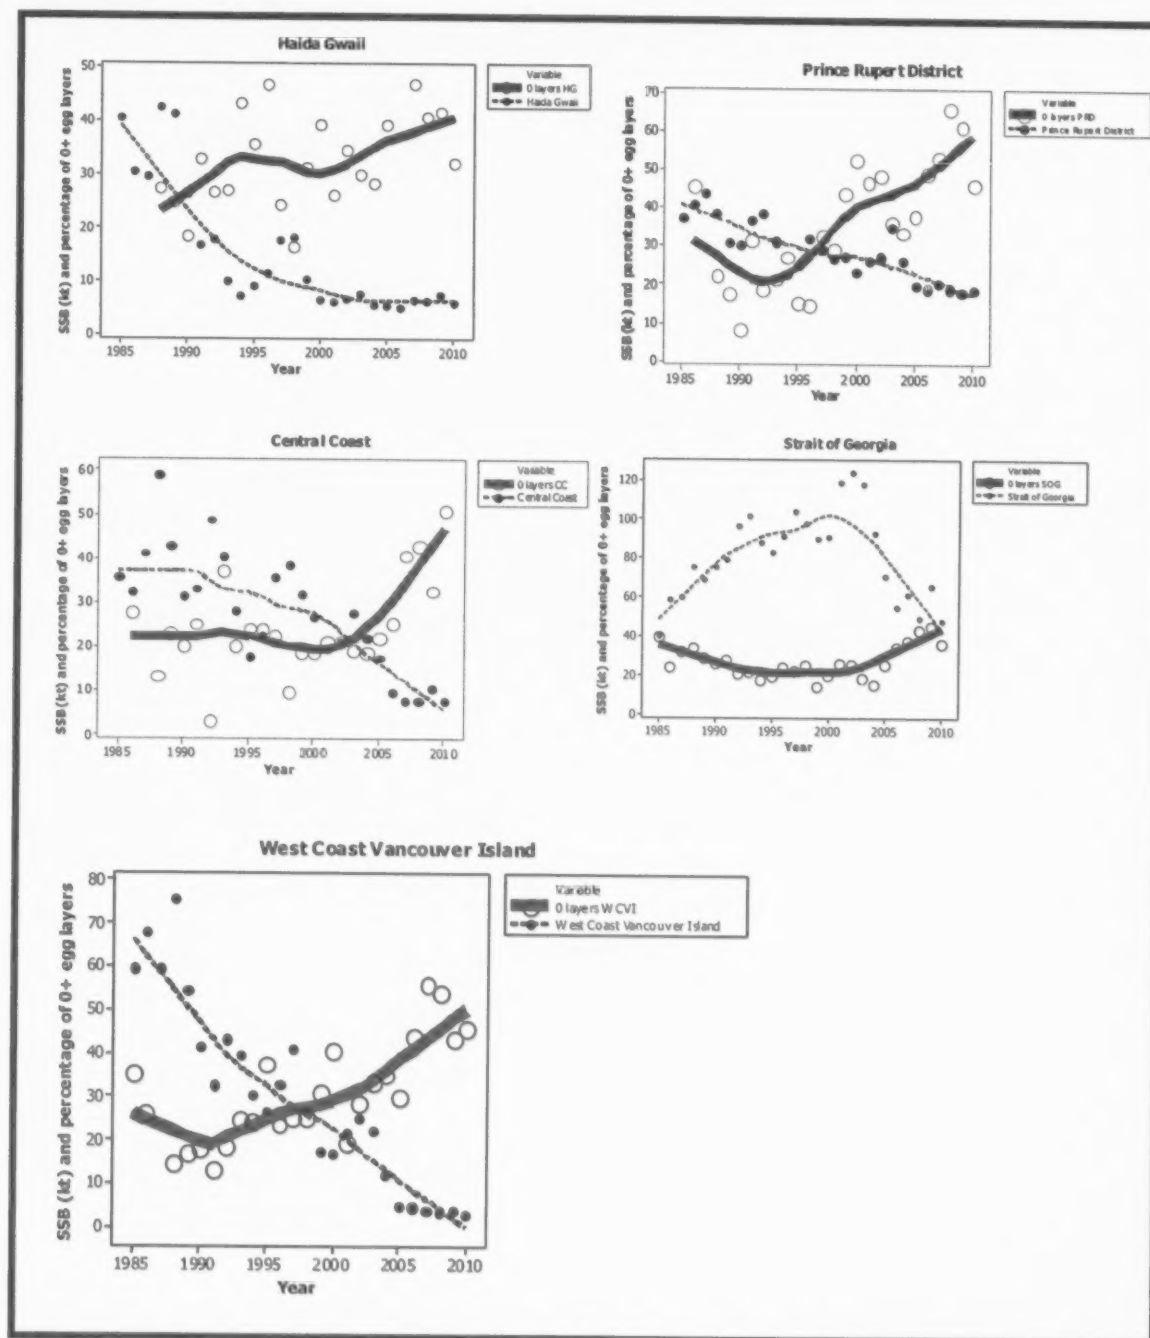 Haida Gwaii
SSB (kt) and percentage of 0+ egg layers
50
40
30
20
10
0
1985 1990 1995 2000 2005 2010
Year
Variable
0 layers HG
Haida Gwaii
Prince Rupert District
SSB (kt) and percentage of 0+ egg layers
70
60
50
40
30
20
10
0
1985 1990 1995 2000 2005 2010
Year
Variable
0 layers PRD
Prince Rupert District
Central Coast
SSB (kt) and percentage of 0+ egg layers
60
50
40
30
20
10
0
1985 1990 1995 2000 2005 2010
Year
Variable
0 layers CC
Central Coast
Strait of Georgia
SSB (kt) and percentage of 0+ egg layers
120
100
80
60
40
20
0
1985 1990 1995 2000 2005 2010
Year
Variable
0 layers SOG
Strait of Georgia
West Coast Vancouver Island
SSB (kt) and percentage of 0+ egg layers
80
70
60
50
40
30
20
10
0
1985 1990 1995 2000 2005 2010
Year
Variable
0 layers WCVI
West Coast Vancouver Island